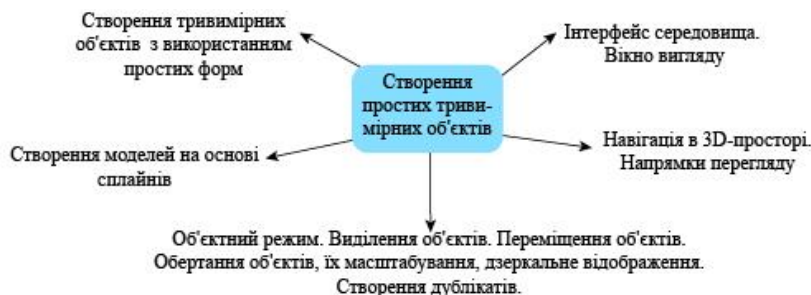 Створення тривимірних
об'єктів з використанням
простих форм
Інтерфейс середовища.
Вікно вигляду
Створення
простих триви-
мірних об'єктів
Створення моделей на основі
сплайнів
Навігація в 3D-просторі.
Напрямки перегляду
Об'єктний режим. Виділення об'єктів. Переміщення об'єктів.
Обертання об'єктів, їх масштабування, дзеркальне відображення.
Створення дублікатів.